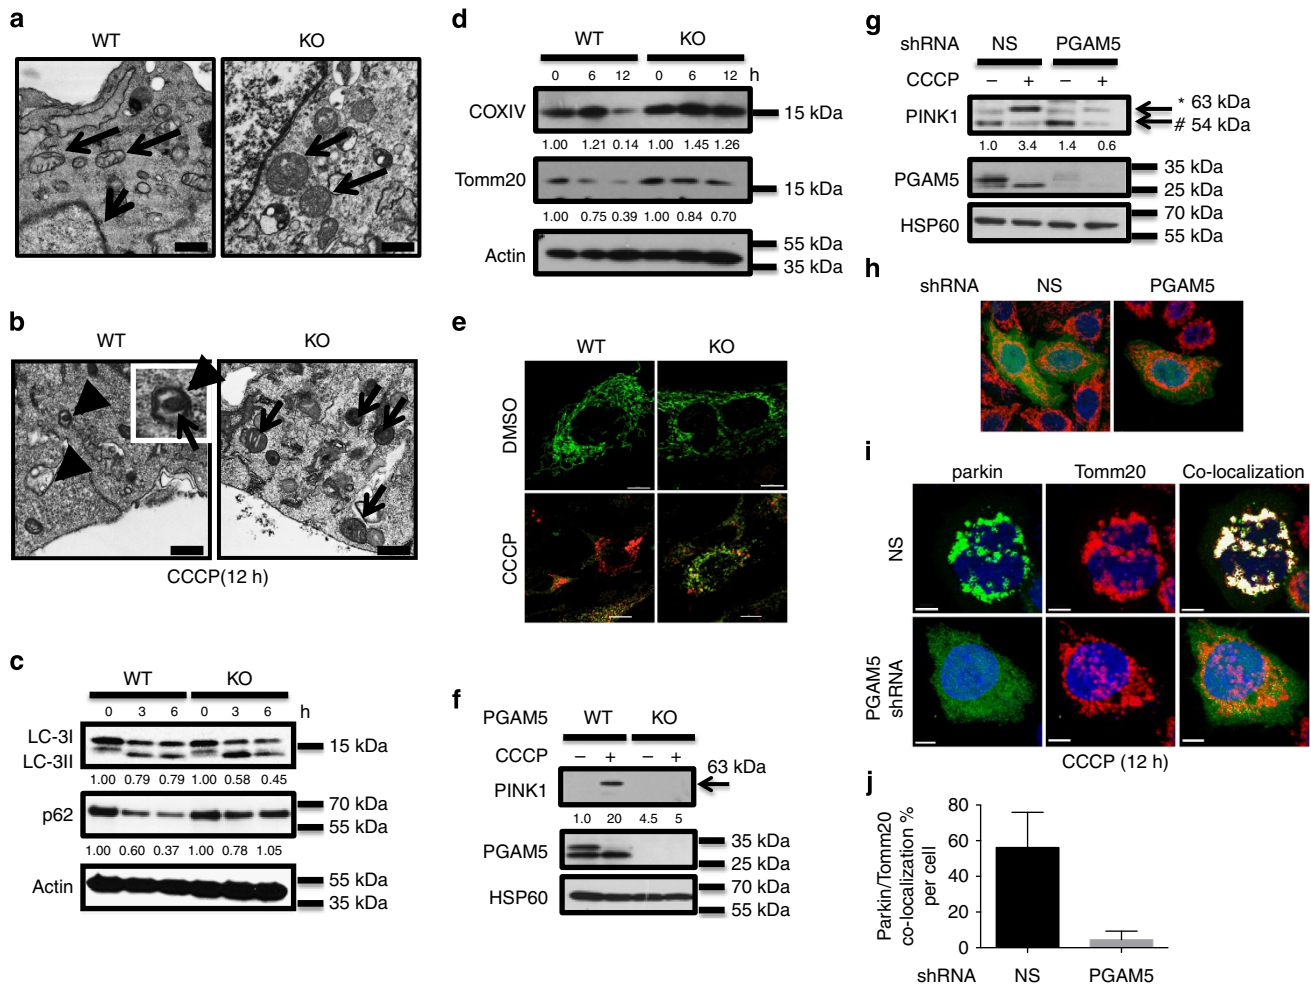 a
WT KO
b
WT KO
CCCP(12 h)
c
WT KO
0 3 6 0 3 6 h
LC-3I
LC-3II
15 kDa
1.00 0.79 0.79 1.00 0.58 0.45
p62
70 kDa
55 kDa
1.00 0.60 0.37 1.00 0.78 1.05
Actin
55 kDa
35 kDa
d
WT KO
0 6 12 0 6 12 h
COXIV 15 kDa
1.00 1.21 0.14 1.00 1.45 1.26
Tomm20 15 kDa
1.00 0.75 0.39 1.00 0.84 0.70
Actin
55 kDa
35 kDa
e
WT KO
DMSO
CCCP
f
PGAM5 WT KO
CCCP – + – +
63 kDa
PINK1
1.0 20 4.5 5
PGAM5
35 kDa
25 kDa
HSP60
70 kDa
55 kDa
g
shRNA NS PGAM5
CCCP – + – +
PINK1
* 63 kDa
# 54 kDa
1.0 3.4 1.4 0.6
PGAM5
35 kDa
25 kDa
HSP60
70 kDa
55 kDa
h
shRNA NS PGAM5
i
parkin Tomm20 Co-localization
NS
PGAM5
shRNA
CCCP (12 h)
j
Parkin/Tomm20
co-localization %
per cell
80
60
40
20
0
shRNA NS PGAM5